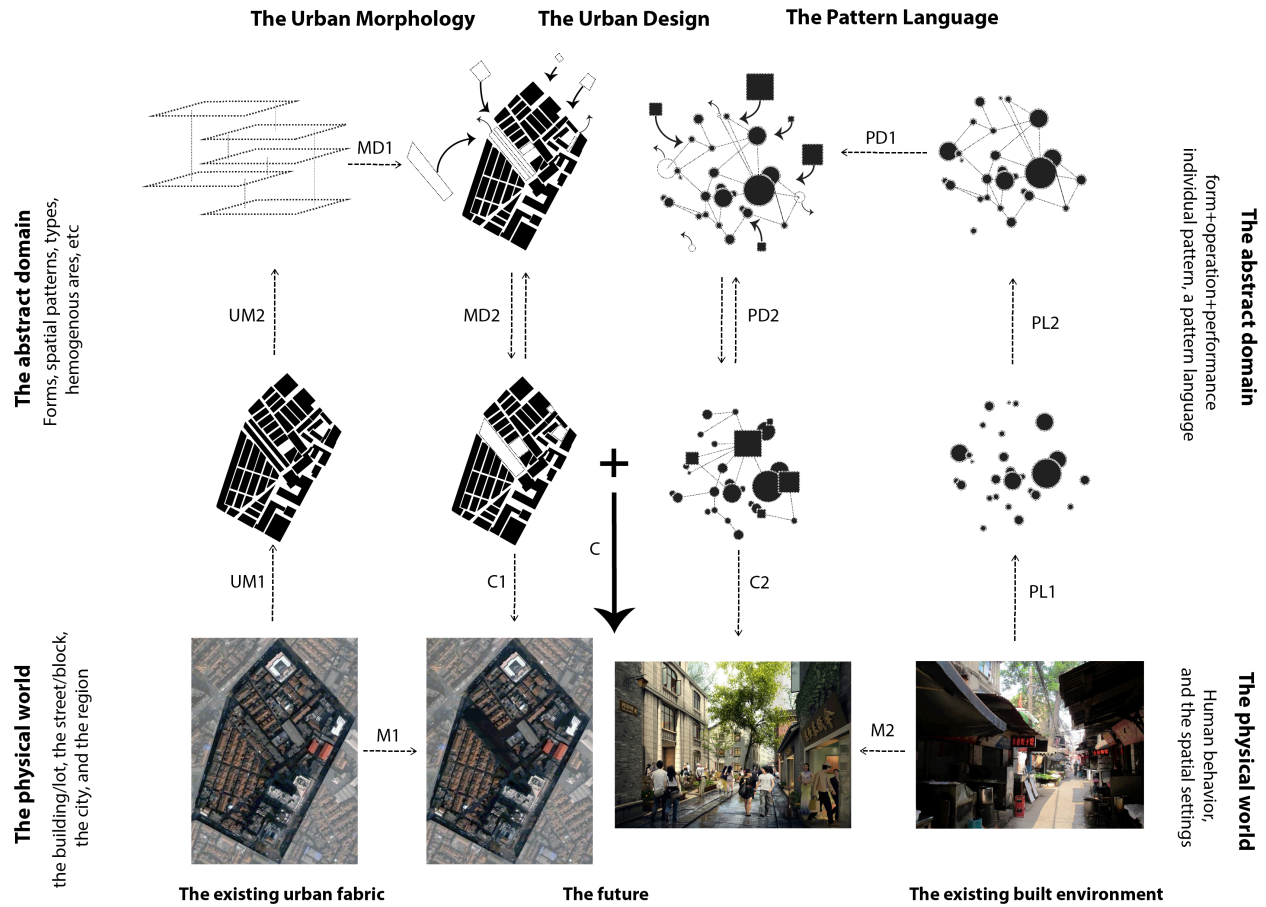 The Urban Morphology
The Urban Design
The Pattern Language
MD1
PD1
The abstract domain
Forms, spatial patterns, types,
hemogenous ares, etc
The abstract domain
form+operation+performance
individual pattern, a pattern language
UM2
MD2
PD2
PL2
+
C
UM1
C1
C2
PL1
The physical world
the building/lot, the street/block,
the city, and the region
M1
M2
The physical world
Human behavior,
and the spatial settings
The existing urban fabric
The future
The existing built environment